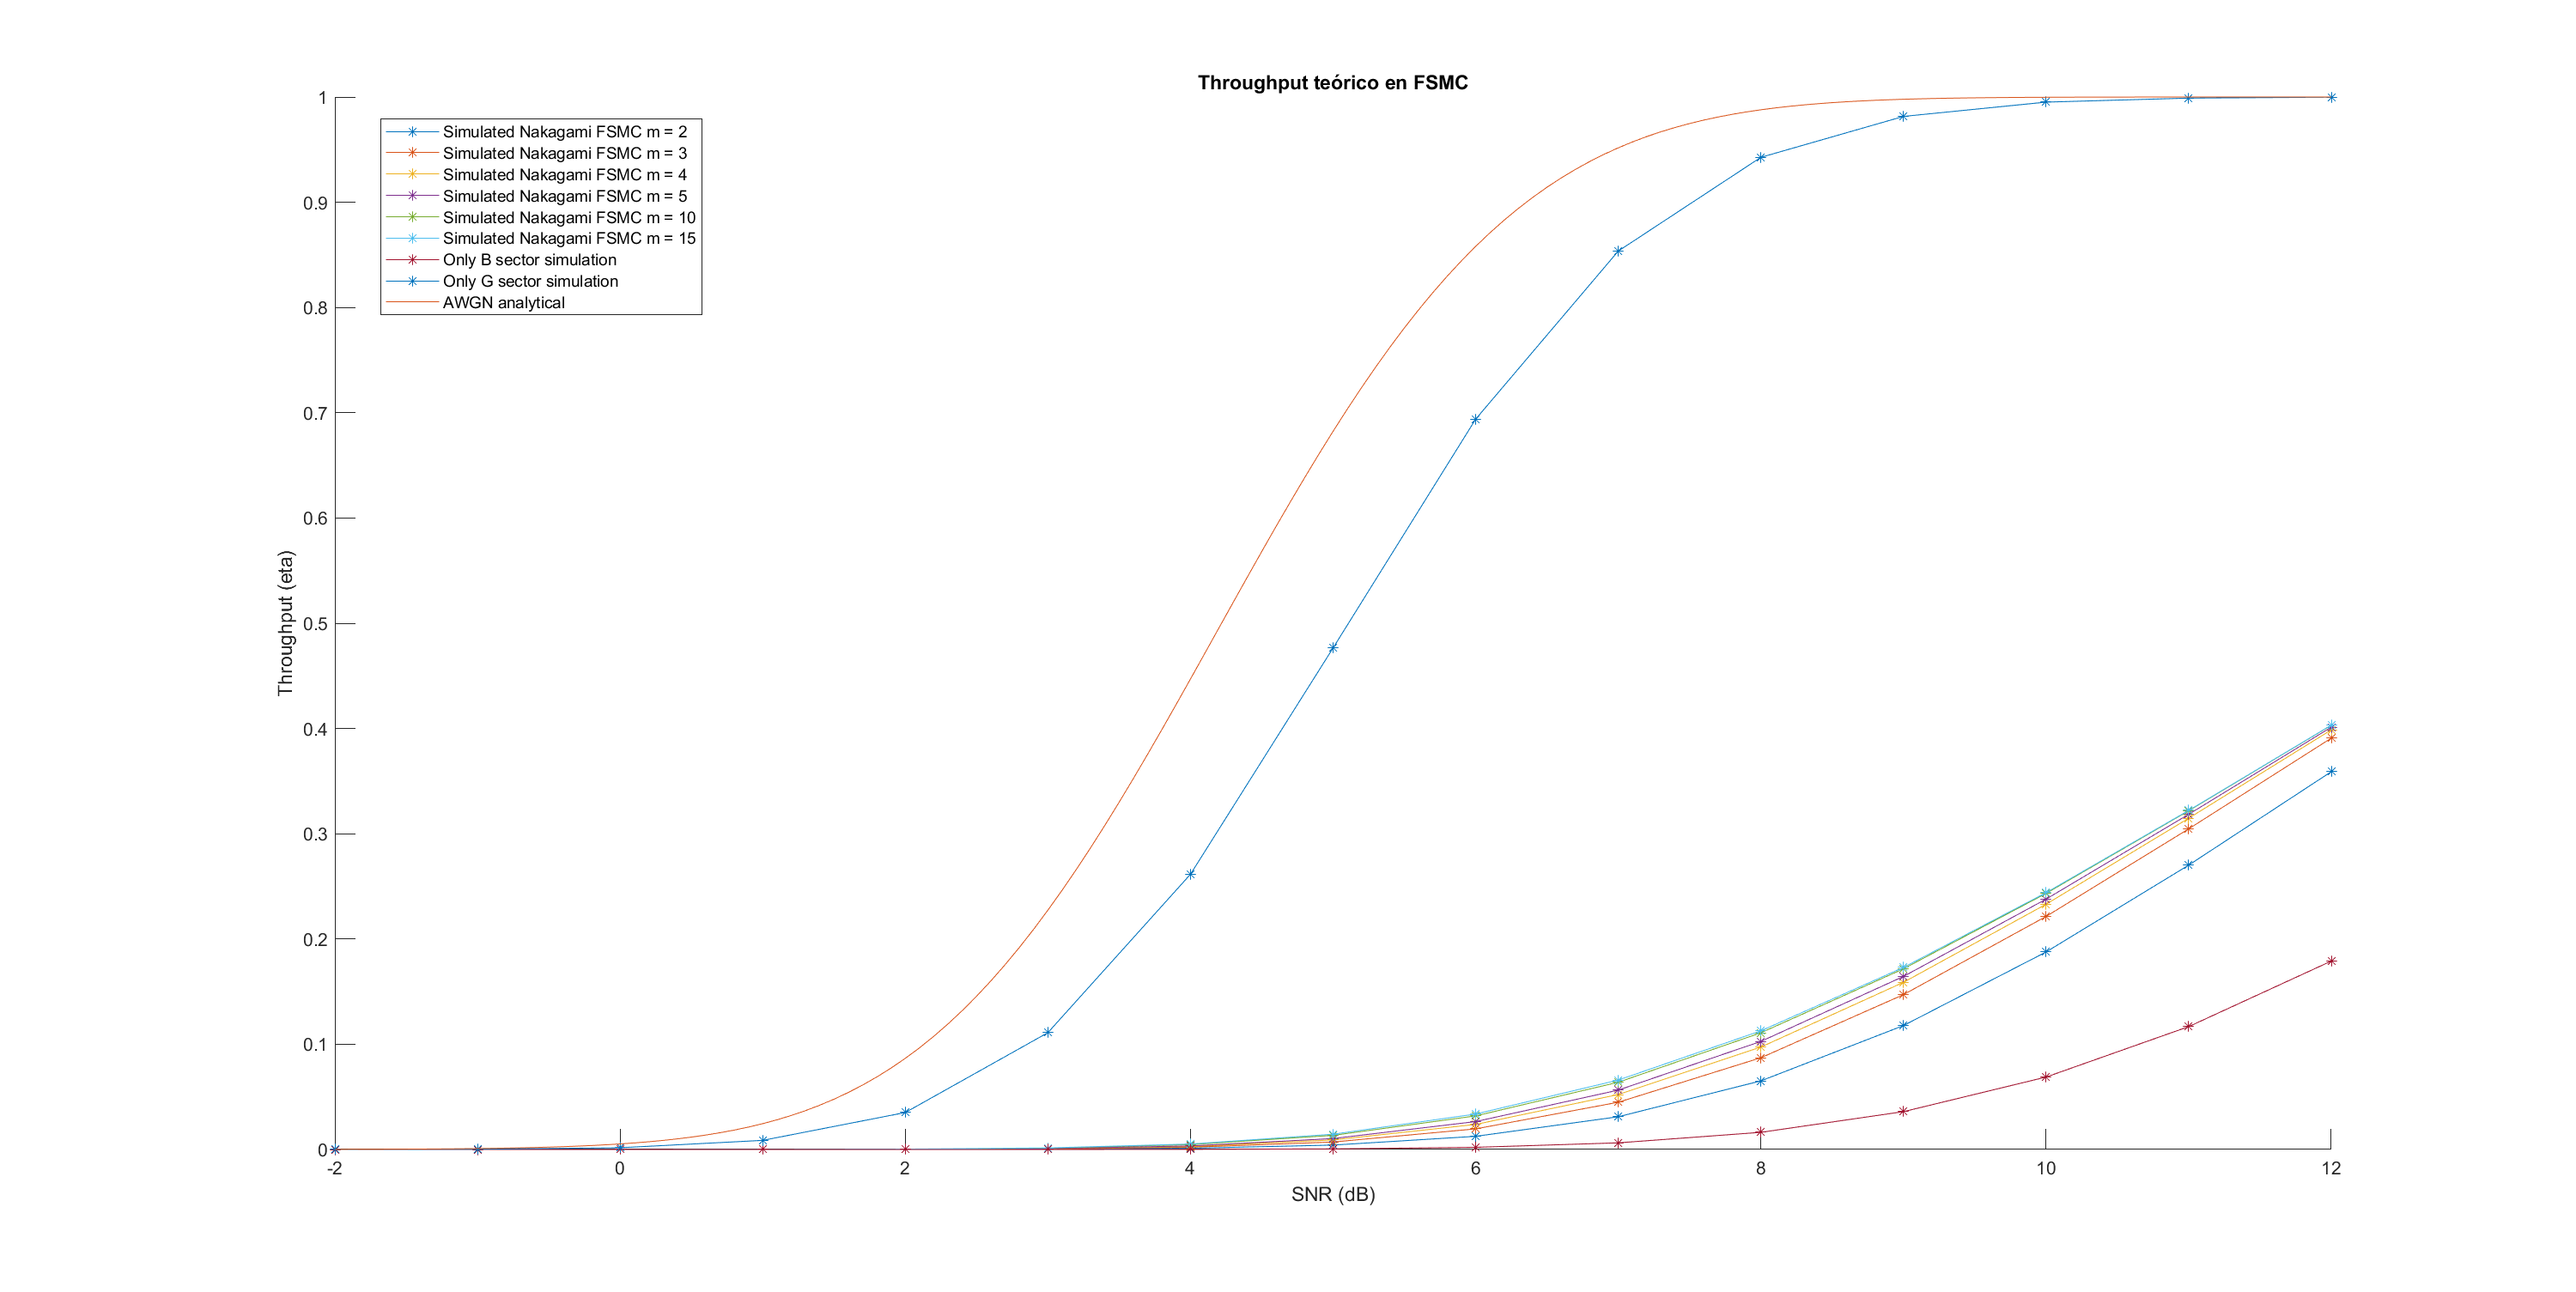 Throughput teórico en FSMC
1
0.9
0.8
0.7
0.6
0.5
0.4
0.3
0.2
0.1
0
Throughput (eta)
Simulated Nakagami FSMC m = 2
Simulated Nakagami FSMC m = 3
Simulated Nakagami FSMC m = 4
Simulated Nakagami FSMC m = 5
Simulated Nakagami FSMC m = 10
Simulated Nakagami FSMC m = 15
Only B sector simulation
Only G sector simulation
AWGN analytical
-2 0 2 4 6 8 10 12
SNR (dB)